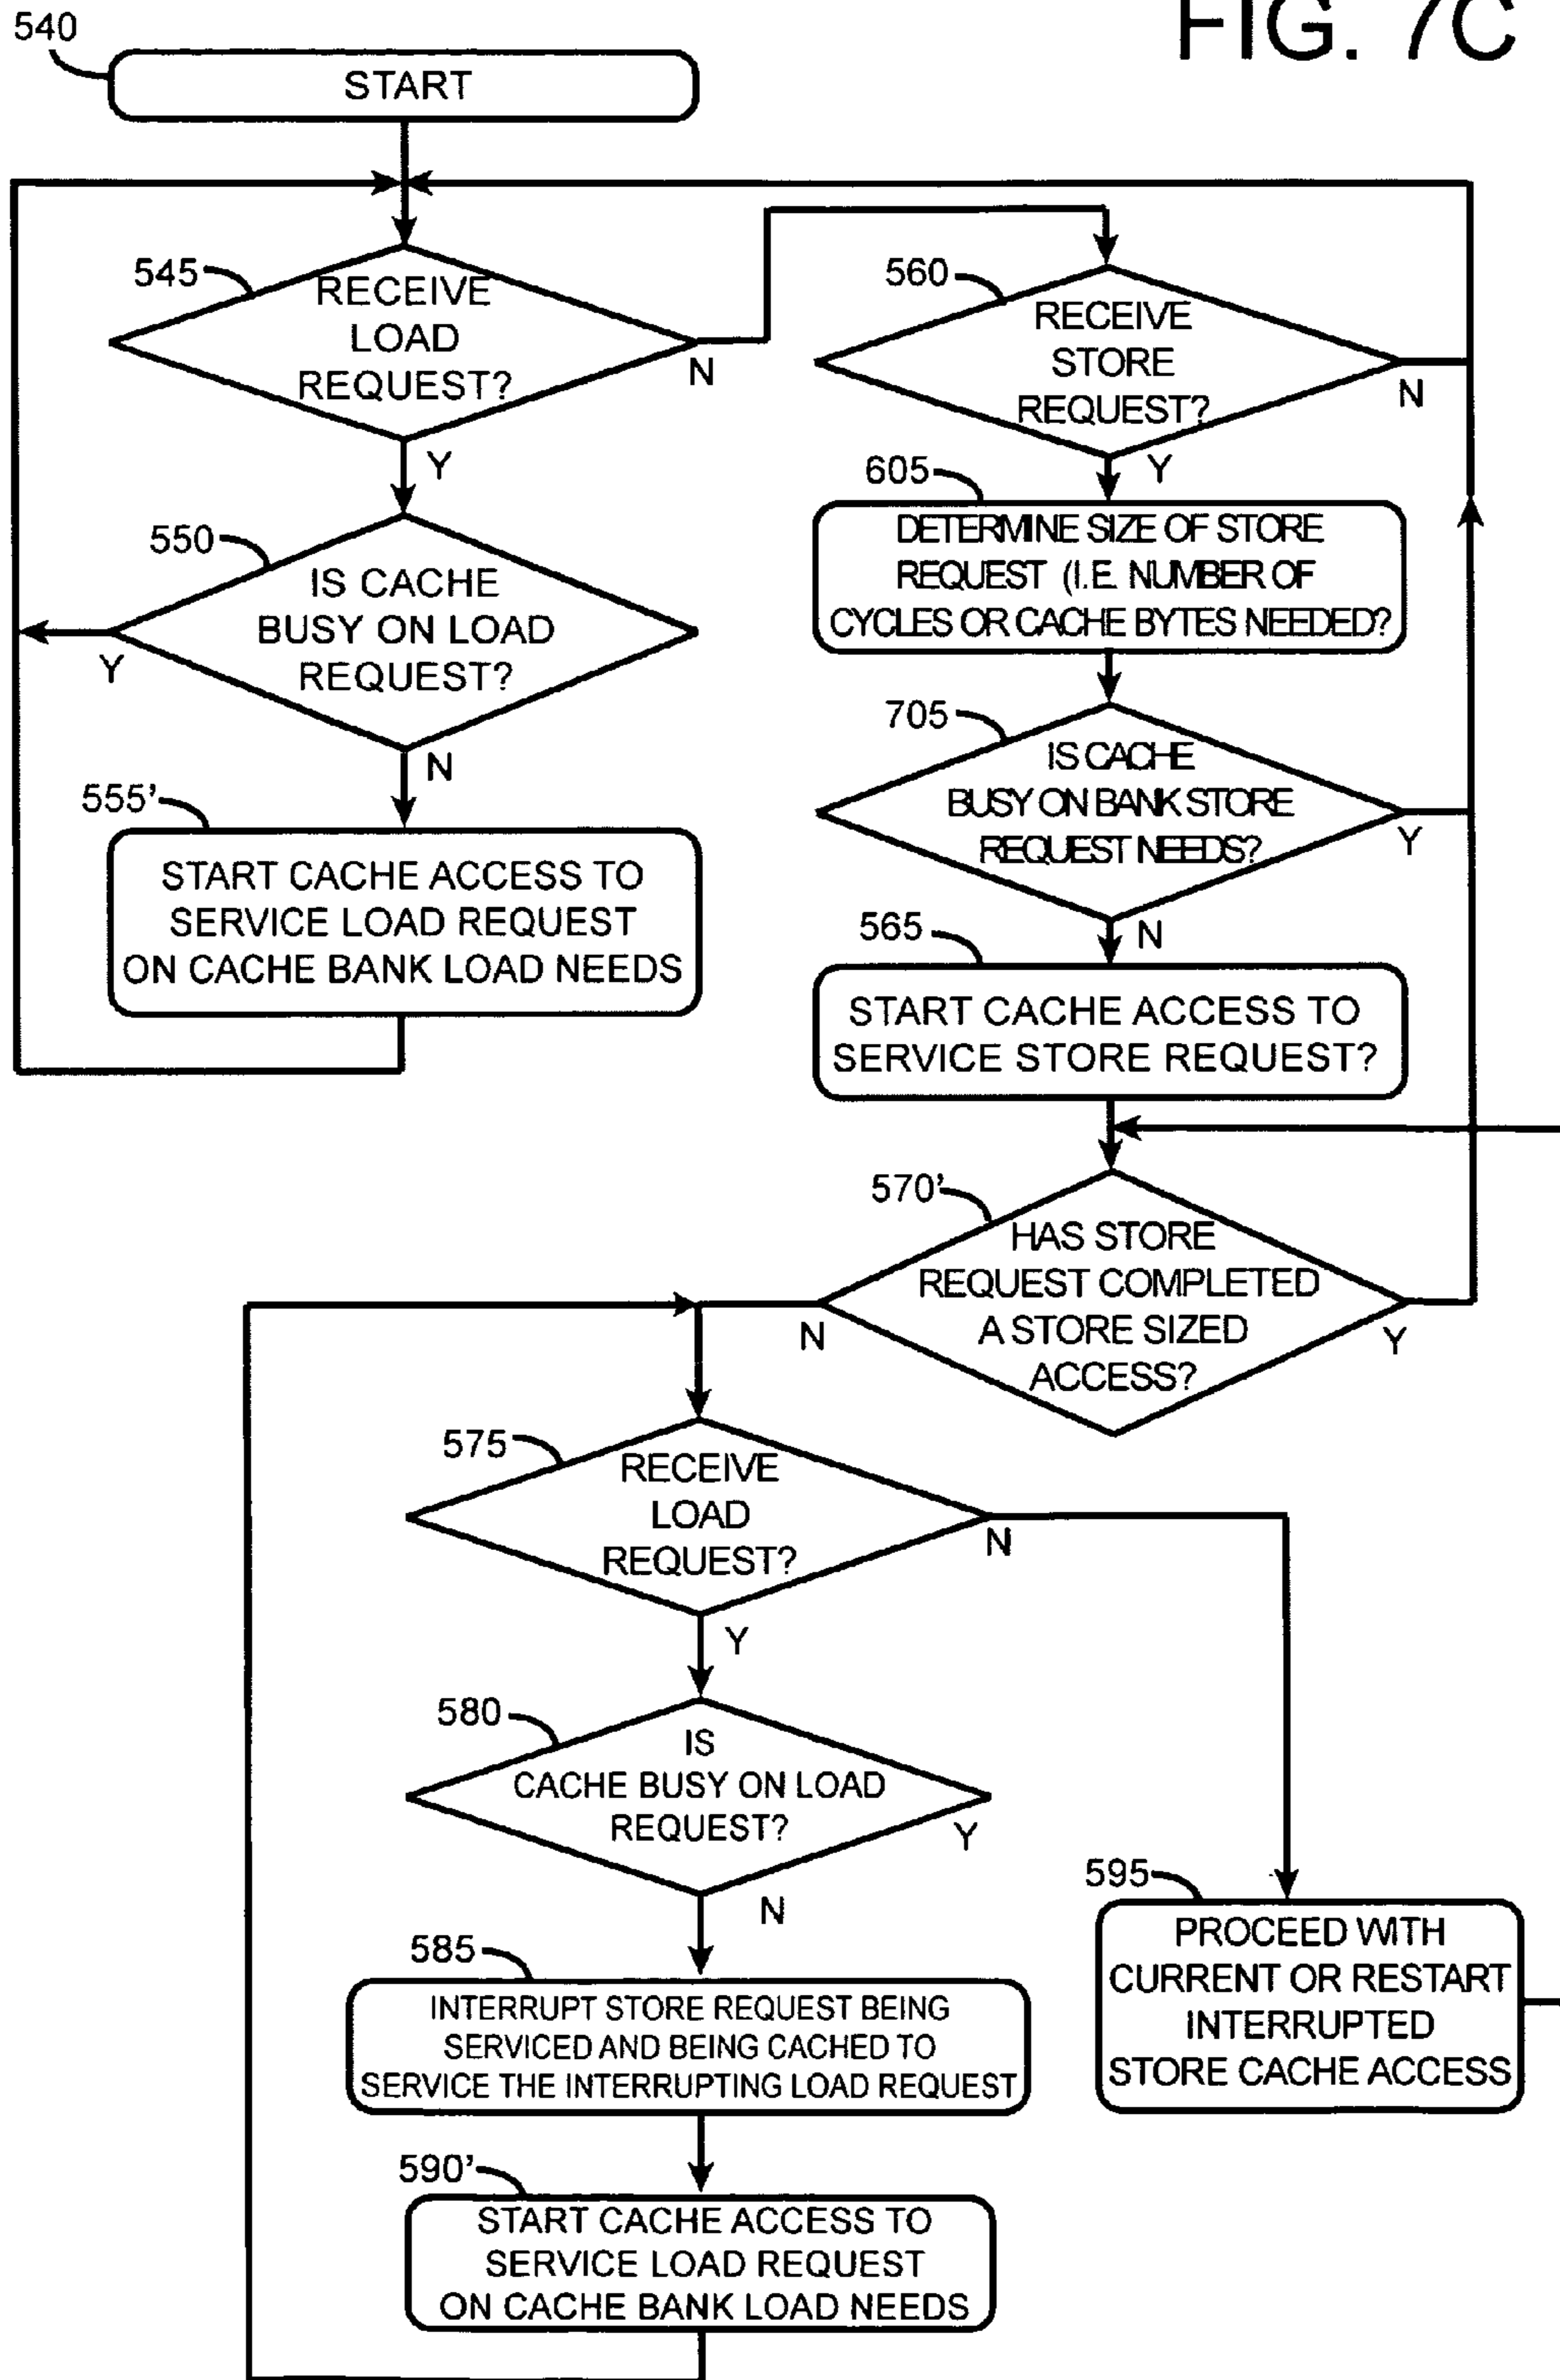 FIG. 7C
540
START
545
RECEIVE
LOAD
REQUEST?
N
Y
560
RECEIVE
STORE
REQUEST?
N
Y
550
IS CACHE
BUSY ON LOAD
REQUEST?
Y
N
605
DETERMINE SIZE OF STORE
REQUEST (I.E. NUMBER OF
CYCLES OR CACHE BYTES NEEDED?
705
IS CACHE
BUSY ON BANK STORE
REQUEST NEEDS?
Y
N
555'
START CACHE ACCESS TO
SERVICE LOAD REQUEST
ON CACHE BANK LOAD NEEDS
565
START CACHE ACCESS TO
SERVICE STORE REQUEST?
570'
HAS STORE
REQUEST COMPLETED
A STORE SIZED
ACCESS?
N
Y
575
RECEIVE
LOAD
REQUEST?
N
Y
580
IS
CACHE BUSY ON LOAD
REQUEST?
Y
N
585
INTERRUPT STORE REQUEST BEING
SERVICED AND BEING CACHED TO
SERVICE THE INTERRUPTING LOAD REQUEST
595
PROCEED WITH
CURRENT OR RESTART
INTERRUPTED
STORE CACHE ACCESS
590'
START CACHE ACCESS TO
SERVICE LOAD REQUEST
ON CACHE BANK LOAD NEEDS